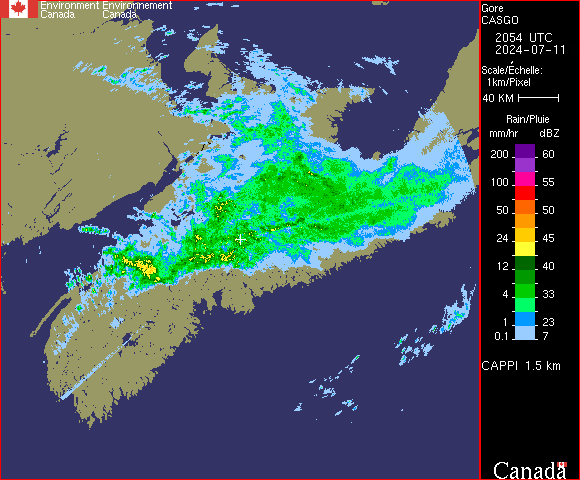 Environment Environnement
Canada Canada
Gore
CASGO
2054 UTC
2024-07-11
Scale/Échelle:
1km/Pixel
40 KM
Rain/Pluie
mm/hr dBZ
200 60
100 55
50 50
24 45
12 40
4 33
1 23
0.1 7
CAPPI 1.5 km
Canada